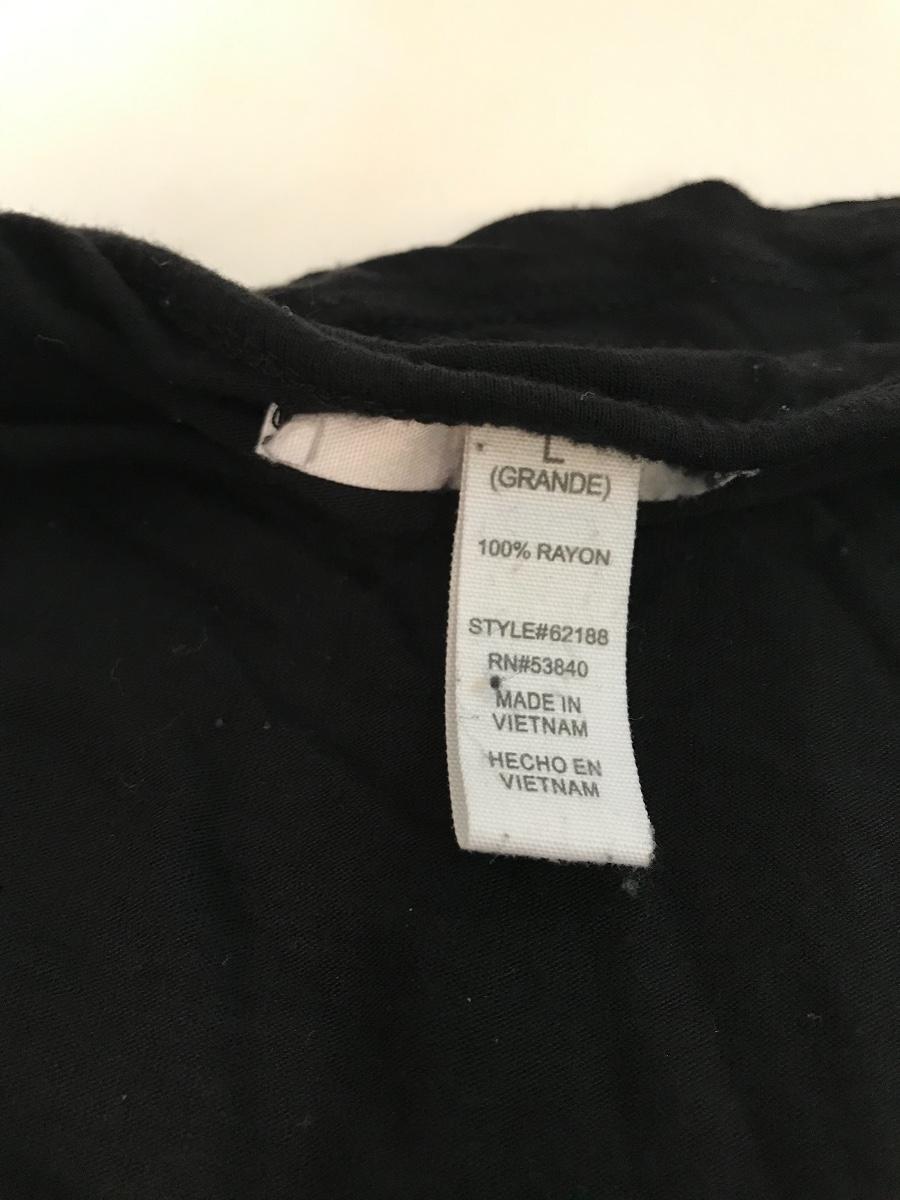 L
(GRANDE)
100% RAYON
STYLE#62188
RN#53840
MADE IN
VIETNAM
HECHO EN
VIETNAM